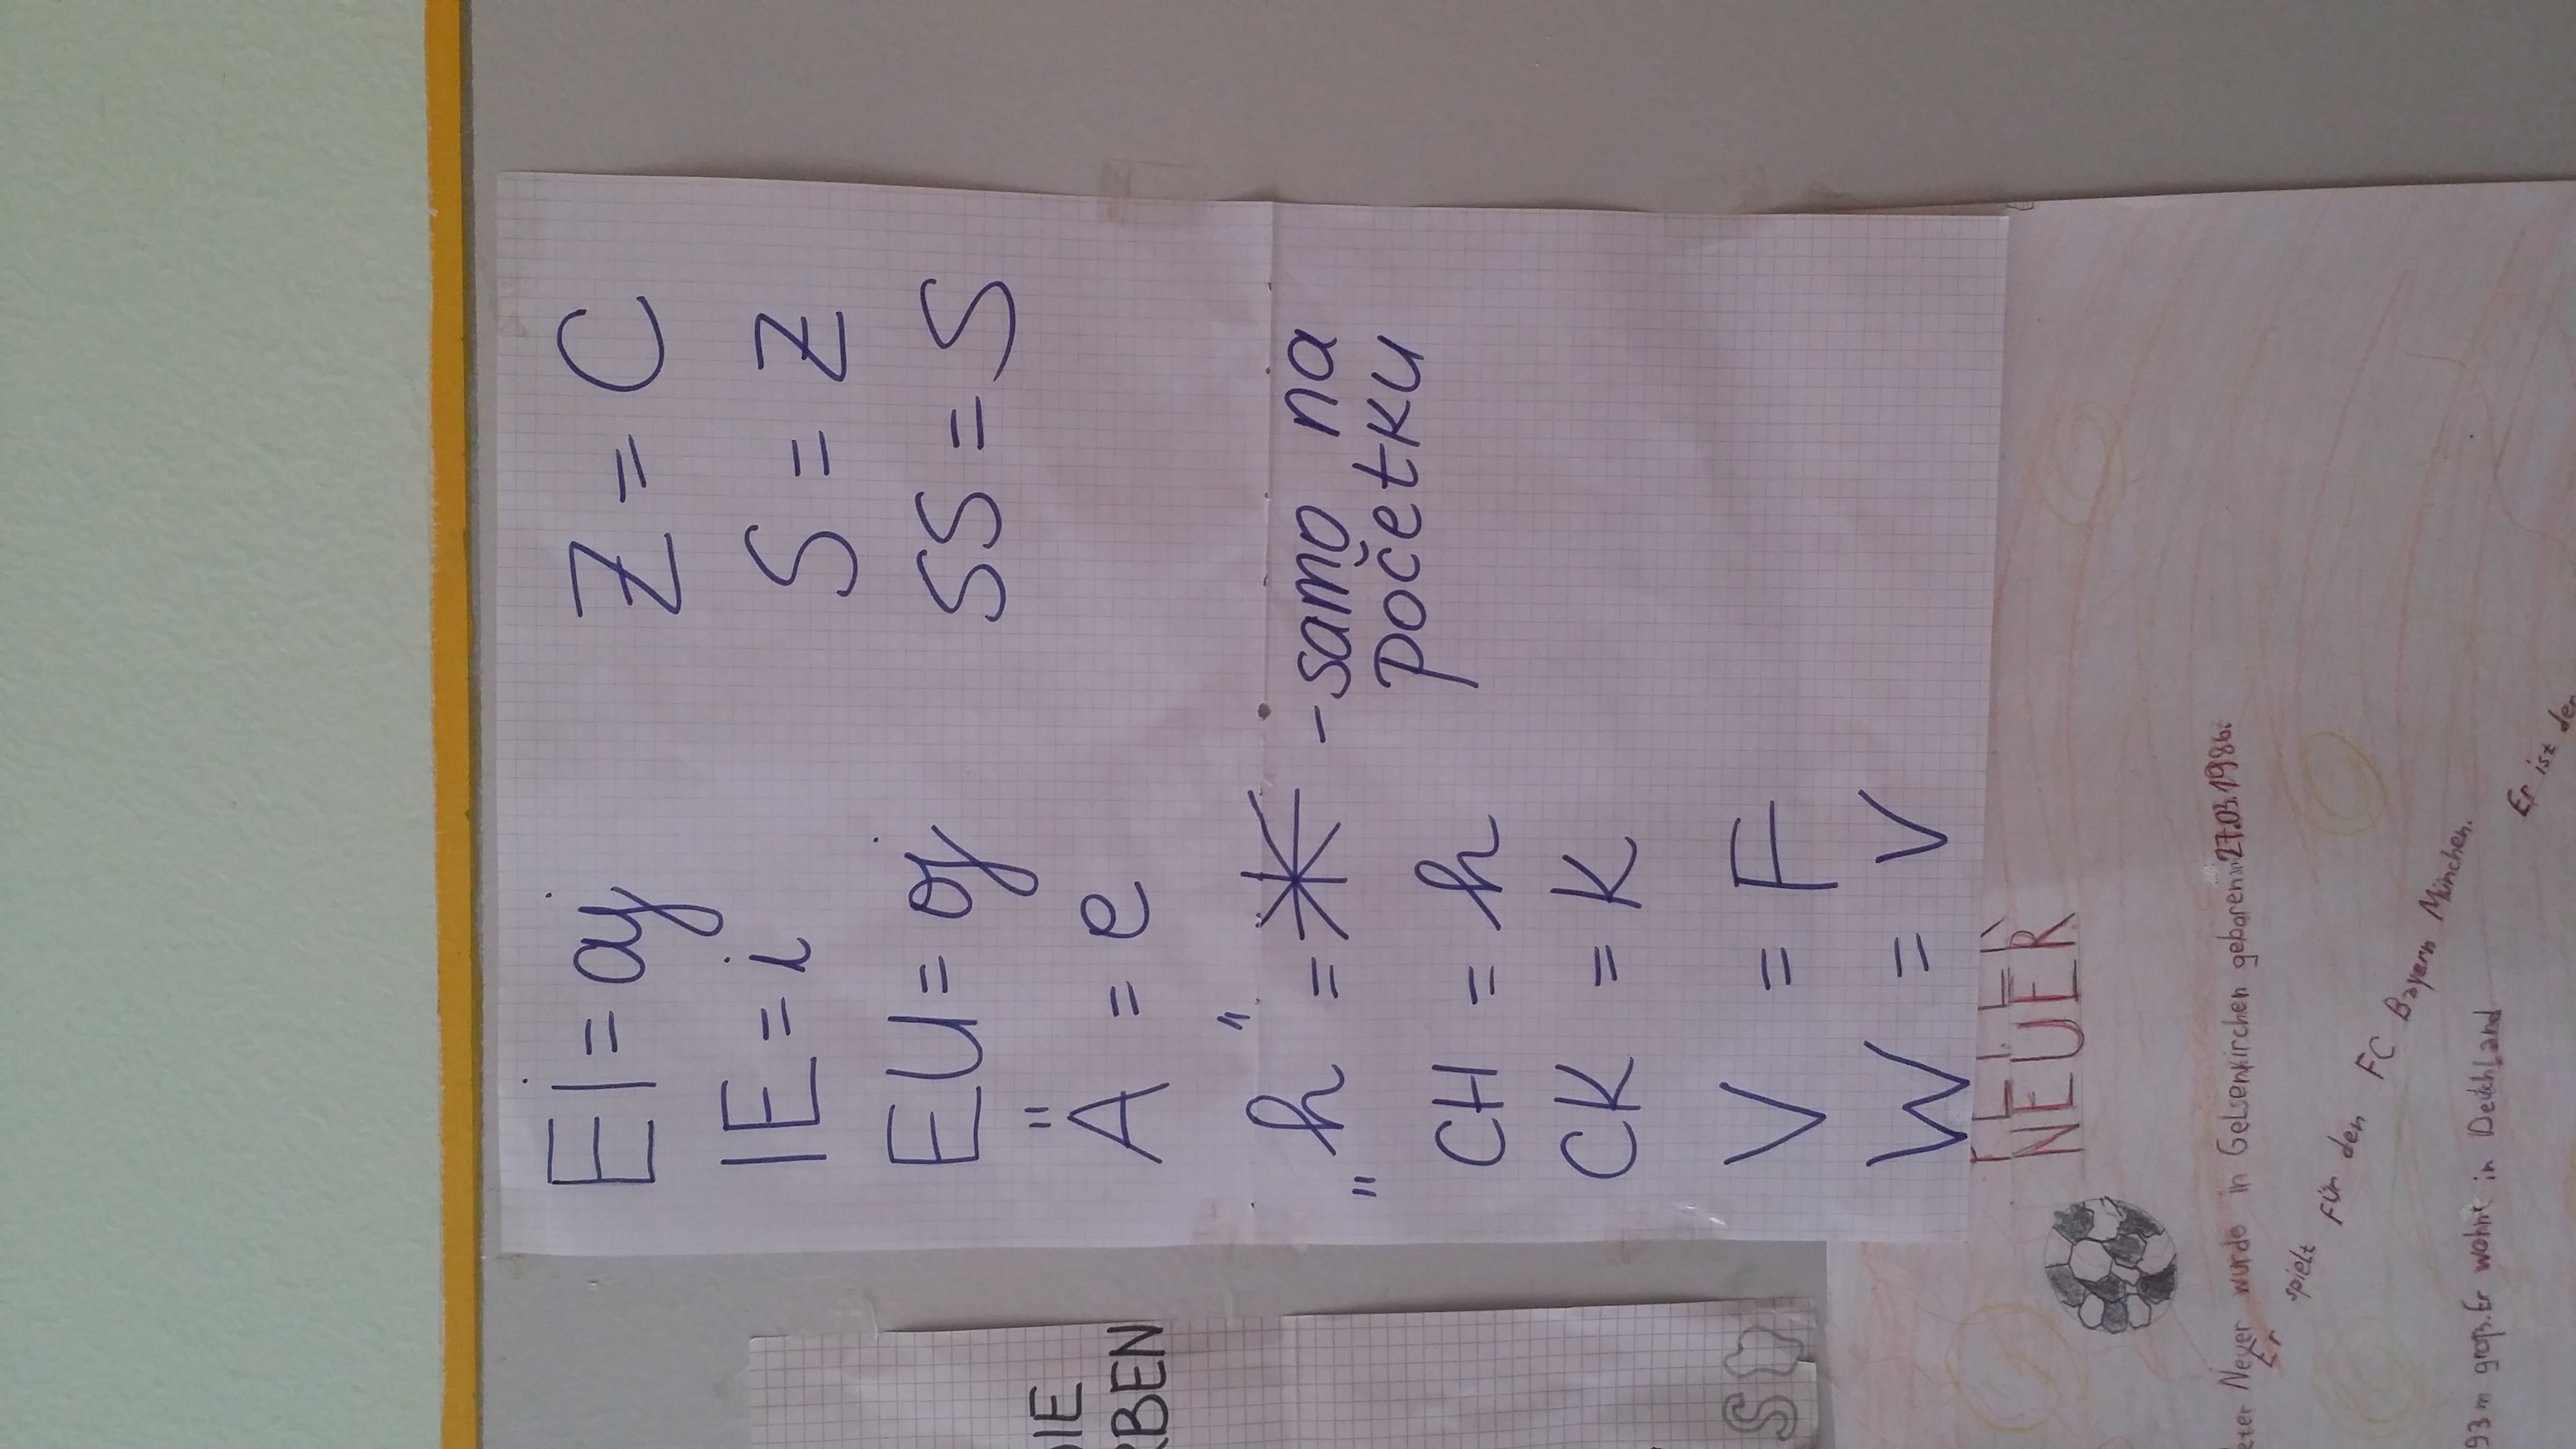 EI = aj
IE = i
EU = oj
Ä = e
„h" = * - samo na
početku
CH = h
CK = K
V = F
W = V
Z = C
S = Z
SS = S
IE
RBEN
S
NEUER
eter Neuer wurde in Gelsenkirchen geboren 27.03.1986.
Er spielt für den FC Bayern München.
93 m groß. Er wohnt in Deutchland
Er ist der